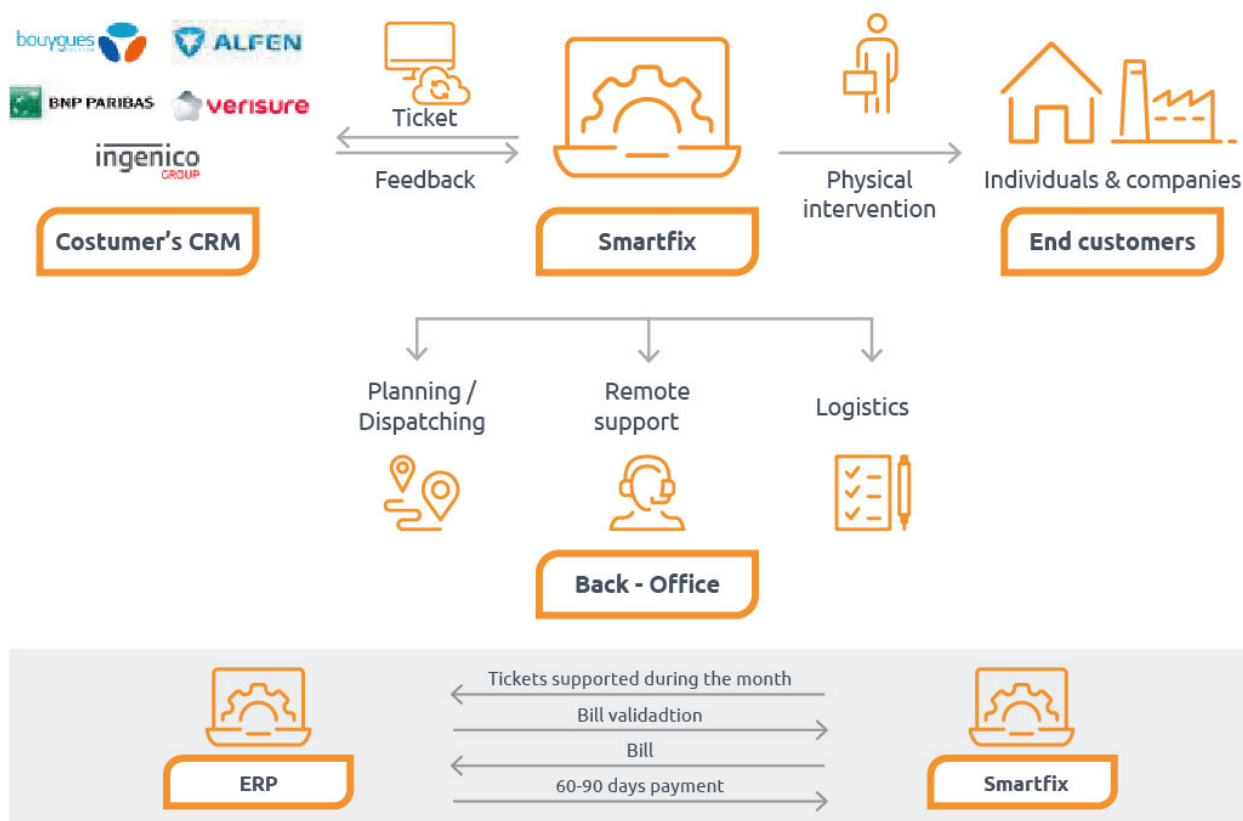 bouygues
ALFEN
BNP PARIBAS
verisure
ingenico
GROUP
Ticket
Feedback
Physical
intervention
Individuals & companies
Costumer's CRM
Smartfix
End customers
Planning /
Dispatching
Remote
support
Logistics
Back - Office
Tickets supported during the month
Bill validadtion
Bill
60-90 days payment
ERP
Smartfix